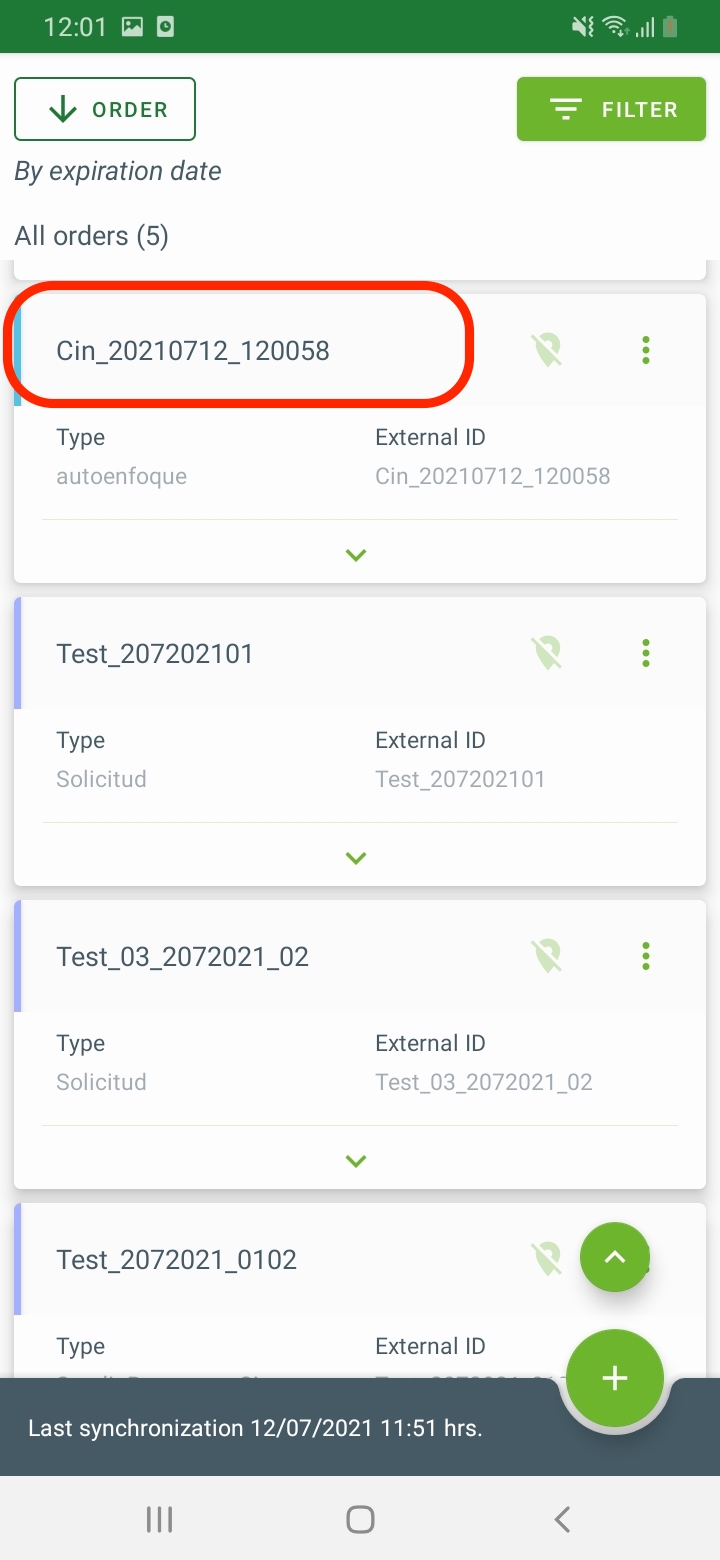 12:01
ORDER
FILTER
By expiration date
All orders (5)
Cin_20210712_120058
Type
External ID
autoenfoque
Cin_20210712_120058
Test_207202101
Type
External ID
Solicitud
Test_207202101
Test_03_2072021_02
Type
External ID
Solicitud
Test_03_2072021_02
Test_2072021_0102
Type
External ID
Last synchronization 12/07/2021 11:51 hrs.